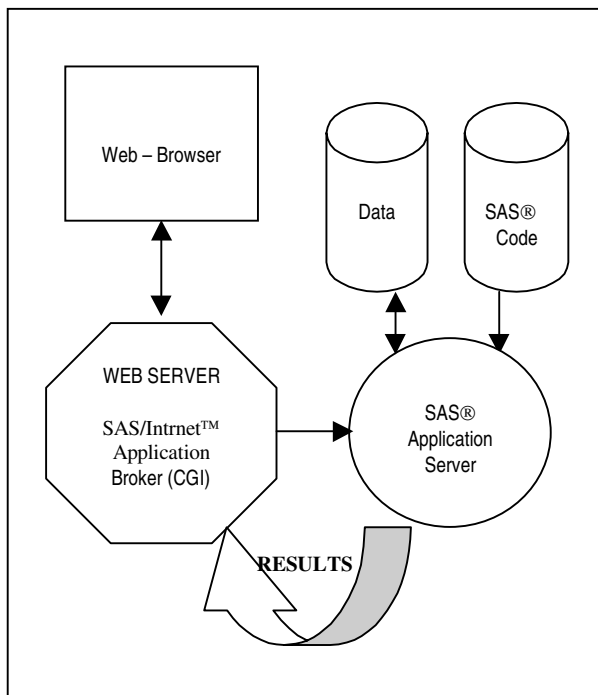 Web – Browser
Data
SAS®
Code
WEB SERVER
SAS/Intrnet™
Application
Broker (CGI)
SAS®
Application
Server
RESULTS